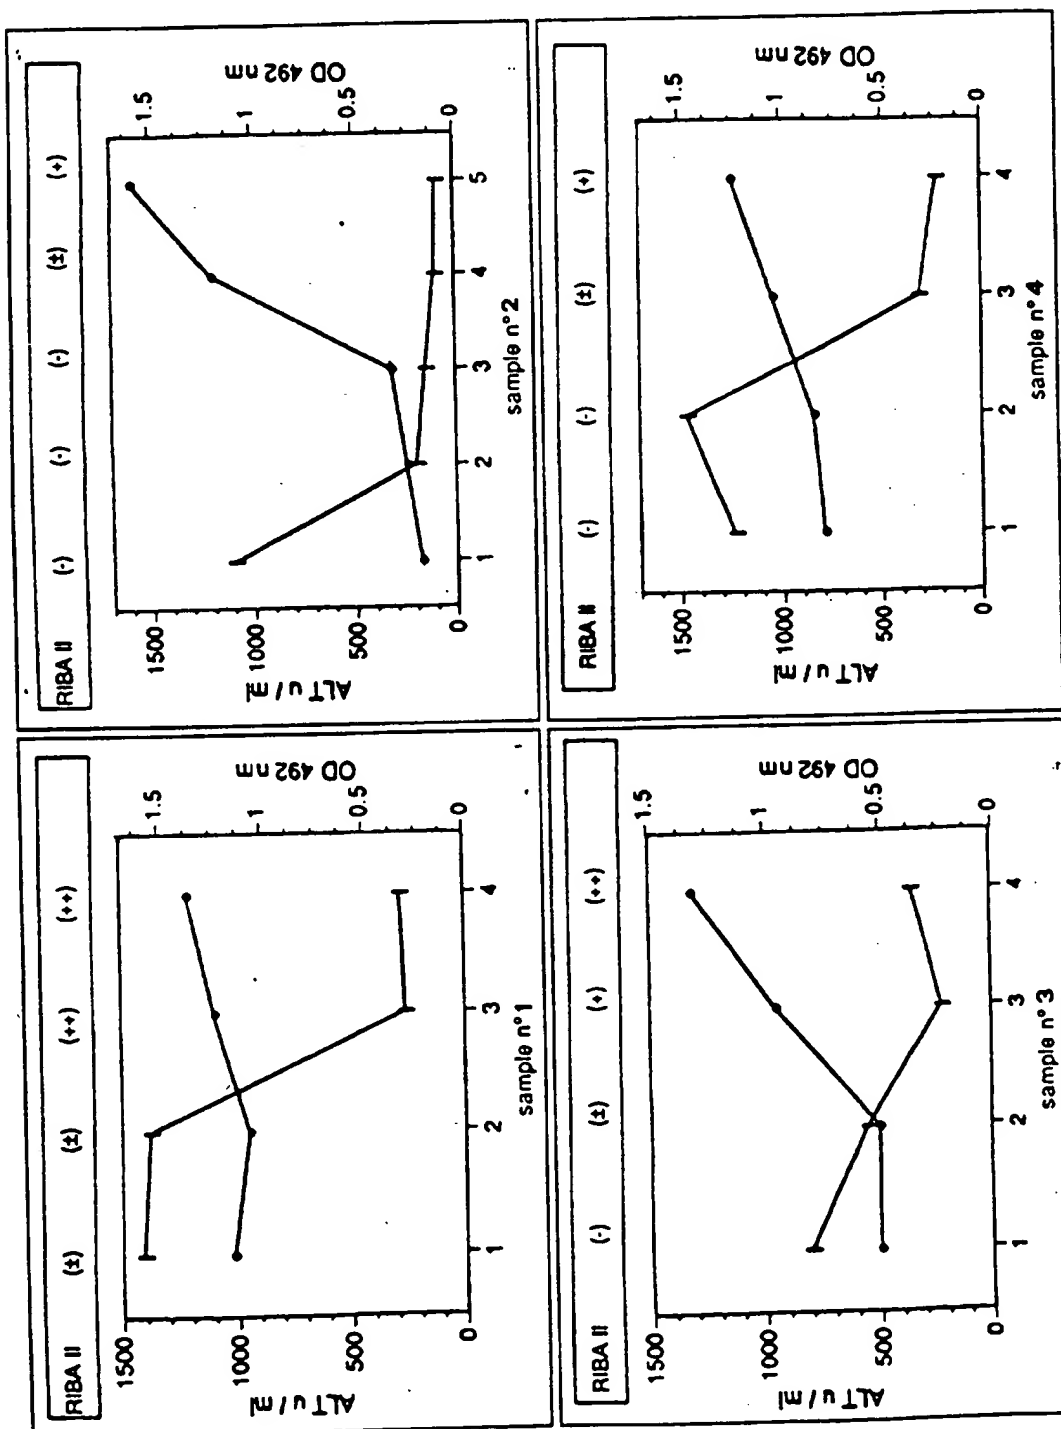 RIBA II (±) (±) (++) (++)
ALT u / ml
1500
1000
500
0
OD 492 nm
1.5
1
0.5
0
1 2 3 4
sample n°1
RIBA II (-) (-) (-) (±) (+)
ALT u / ml
1500
1000
500
0
OD 492 nm
1.5
1
0.5
0
1 2 3 4 5
sample n°2
RIBA II (-) (±) (+) (++)
ALT u / ml
1500
1000
500
0
OD 492 nm
1.5
1
0.5
0
1 2 3 4
sample n°3
RIBA II (-) (-) (±) (+)
ALT u / ml
1500
1000
500
0
OD 492 nm
1.5
1
0.5
0
1 2 3 4
sample n°4